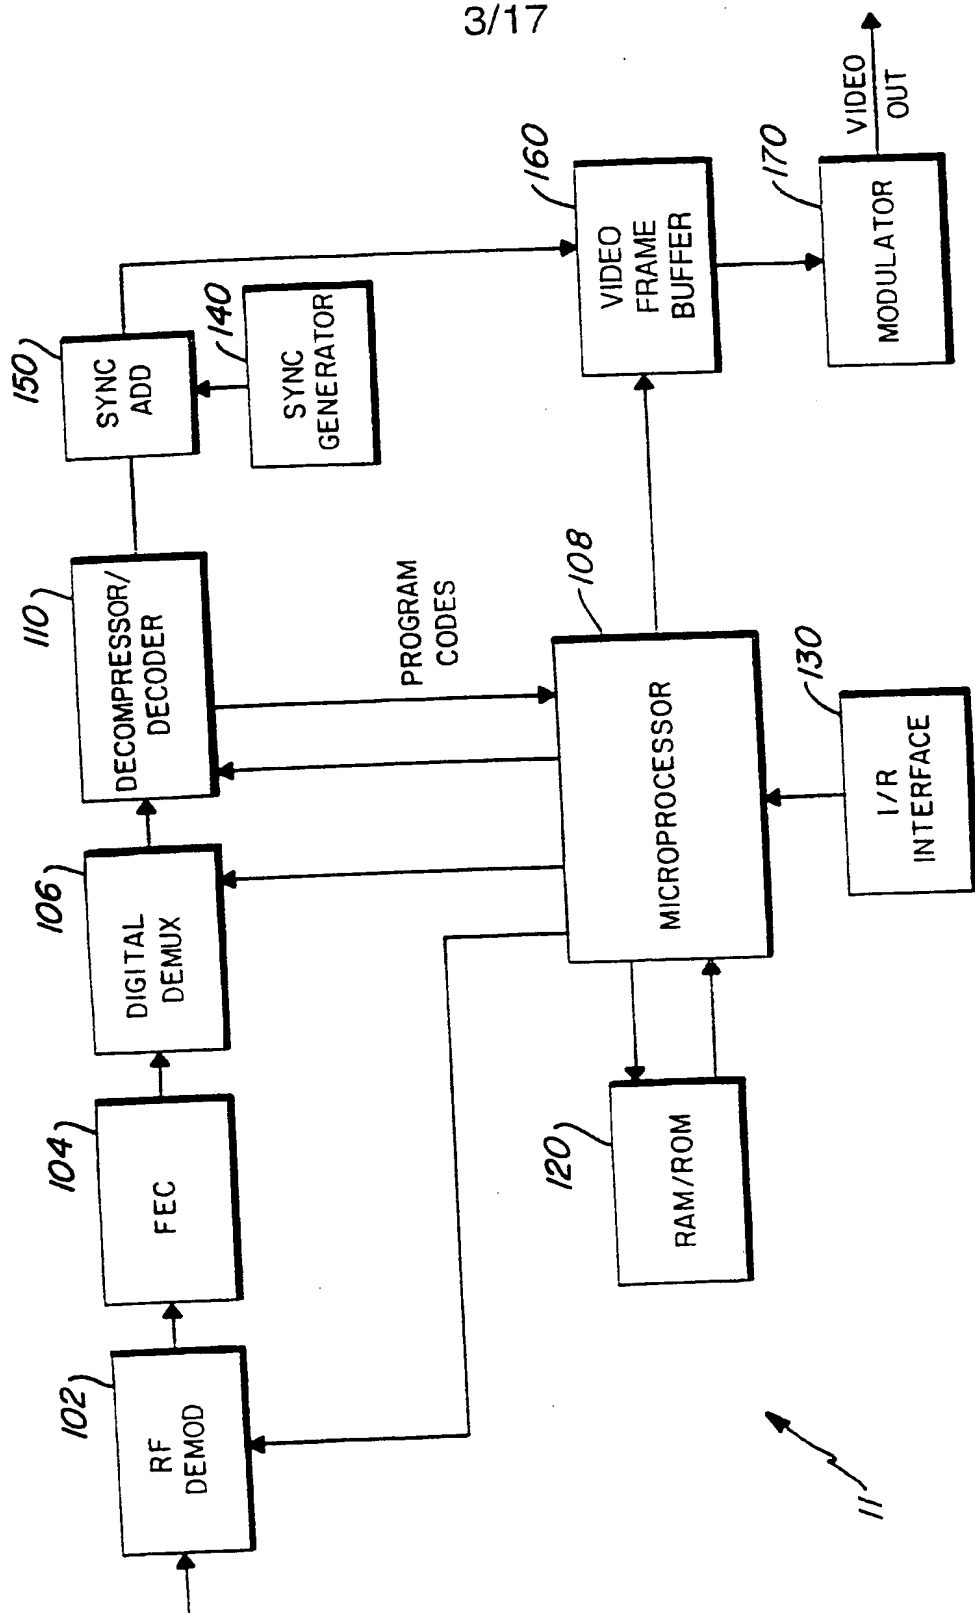 3/17
102
RF
DEMOD
104
FEC
106
DIGITAL
DEMUX
110
DECOMPRESSOR/
DECODER
150
SYNC
ADD
140
SYNC
GENERATOR
PROGRAM
CODES
160
VIDEO
FRAME
BUFFER
170
MODULATOR
VIDEO
OUT
108
MICROPROCESSOR
120
RAM/ROM
130
I/R
INTERFACE
11